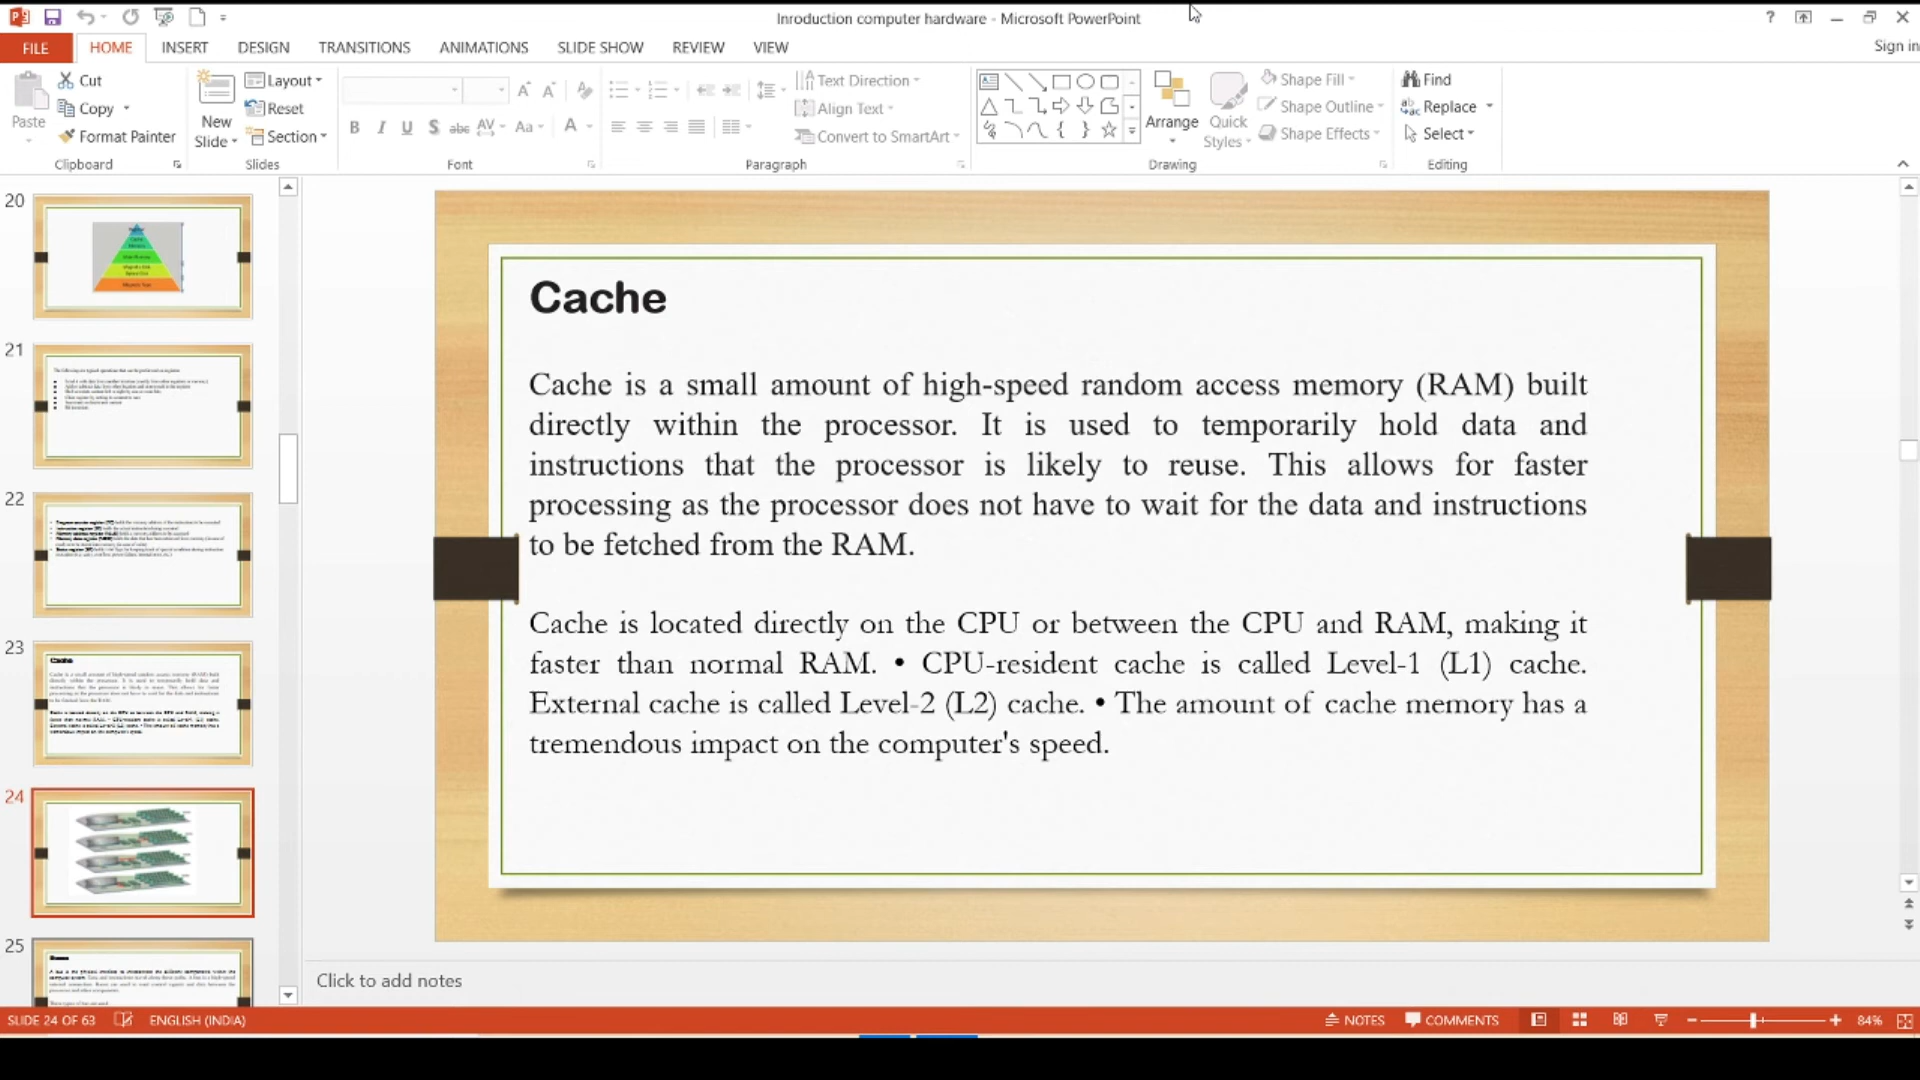 Inroduction computer hardware - Microsoft PowerPoint
Sign in
FILE HOME INSERT DESIGN TRANSITIONS ANIMATIONS SLIDE SHOW REVIEW VIEW
Paste
Cut
Copy
Format Painter
Clipboard
New
Slide
Layout
Reset
Section
Slides
Font
Text Direction
Align Text
Convert to SmartArt
Paragraph
Arrange
Quick
Styles
Shape Fill
Shape Outline
Shape Effects
Drawing
Find
Replace
Select
Editing
20
21
22
23
Cache
24
25
Cache
Cache is a small amount of high-speed random access memory (RAM) built
directly within the processor. It is used to temporarily hold data and
instructions that the processor is likely to reuse. This allows for faster
processing as the processor does not have to wait for the data and instructions
to be fetched from the RAM.
Cache is located directly on the CPU or between the CPU and RAM, making it
faster than normal RAM. • CPU-resident cache is called Level-1 (L1) cache.
External cache is called Level-2 (L2) cache. • The amount of cache memory has a
tremendous impact on the computer's speed.
Click to add notes
SLIDE 24 OF 63 ENGLISH (INDIA) NOTES COMMENTS 84%